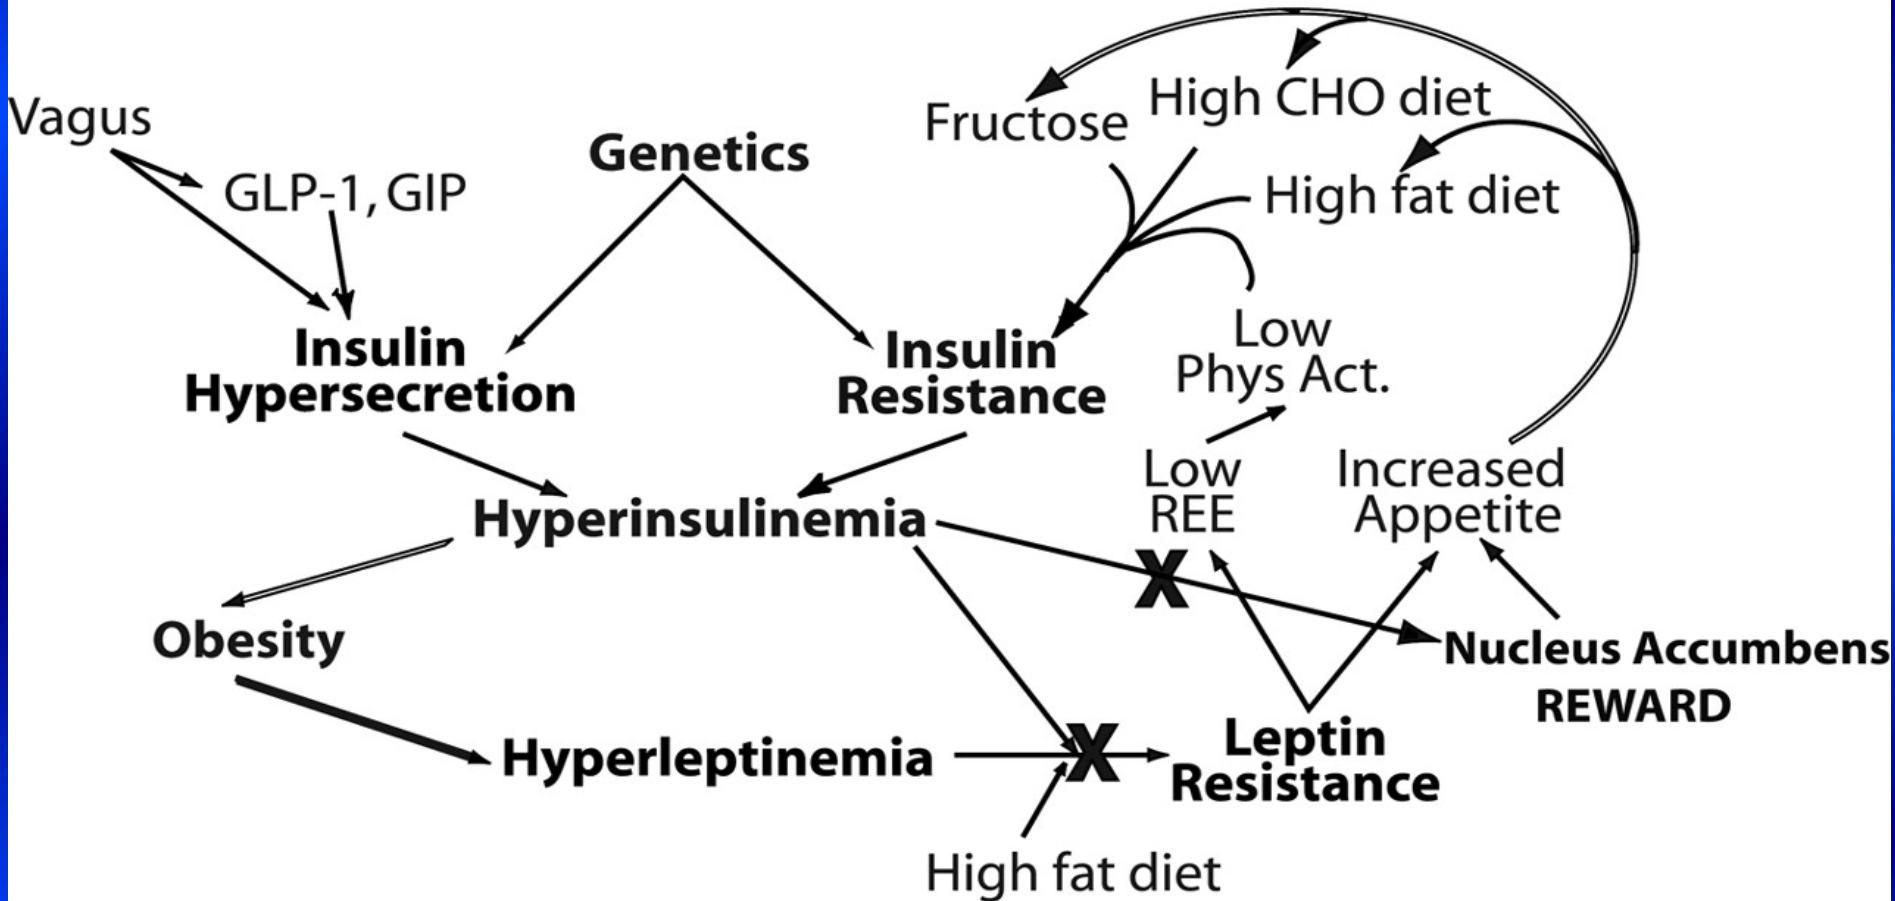 Vagus
GLP-1, GIP
Genetics
Fructose
High CHO diet
High fat diet
Insulin
Hypersecretion
Insulin
Resistance
Low
Phys Act.
Low
REE
Increased
Appetite
Hyperinsulinemia
X
Obesity
Nucleus Accumbens
REWARD
Hyperleptinemia
X
Leptin
Resistance
High fat diet